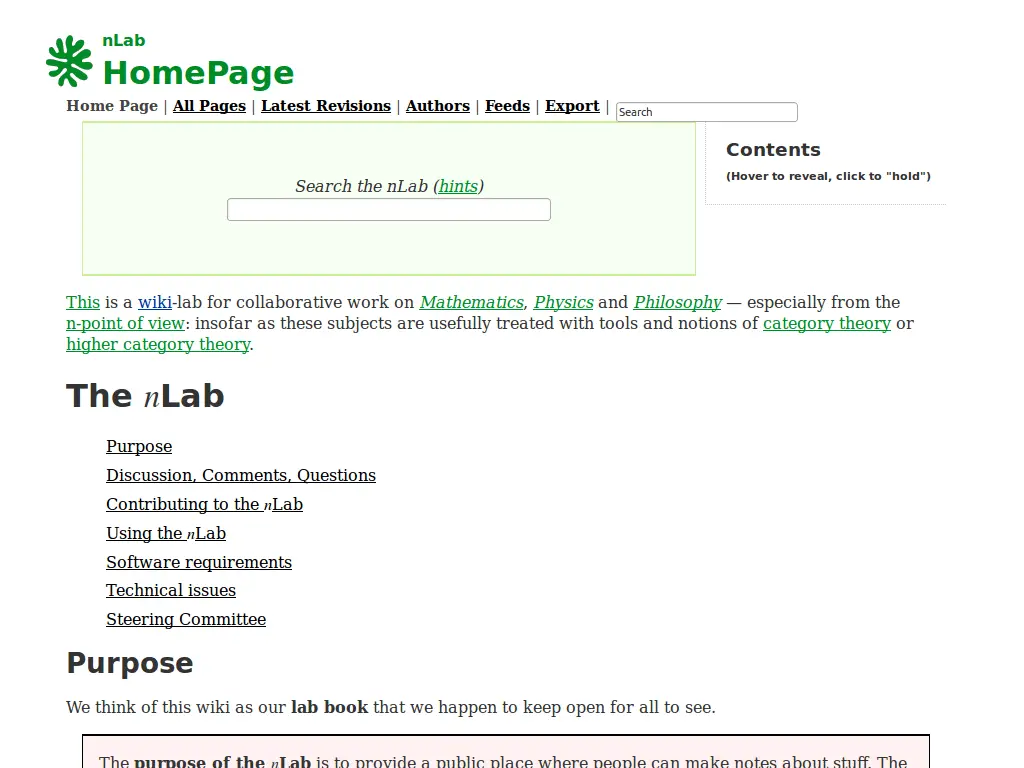 nLab
HomePage
Home Page | All Pages | Latest Revisions | Authors | Feeds | Export | Search
Contents
(Hover to reveal, click to "hold")
Search the nLab (hints)
This is a wiki-lab for collaborative work on Mathematics, Physics and Philosophy — especially from the
n-point of view: insofar as these subjects are usefully treated with tools and notions of category theory or
higher category theory.
The nLab
Purpose
Discussion, Comments, Questions
Contributing to the nLab
Using the nLab
Software requirements
Technical issues
Steering Committee
Purpose
We think of this wiki as our lab book that we happen to keep open for all to see.
The purpose of the nLab is to provide a public place where people can make notes about stuff. The